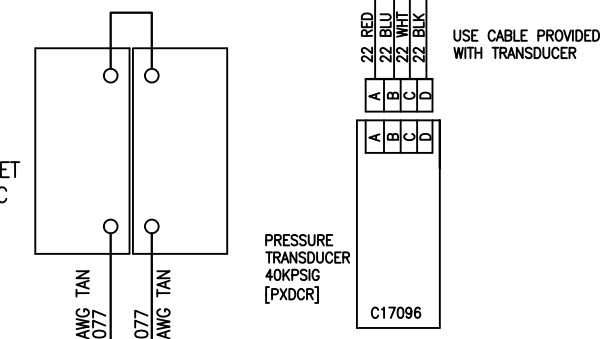 22 RED
22 BLU
22 WHT
22 BLK
USE CABLE PROVIDED
WITH TRANSDUCER
A
B
C
D
A
B
C
D
ET
C
PRESSURE
TRANSDUCER
40KPSIG
[PXDCR]
C17096
AWG TAN
077
077
AWG TAN